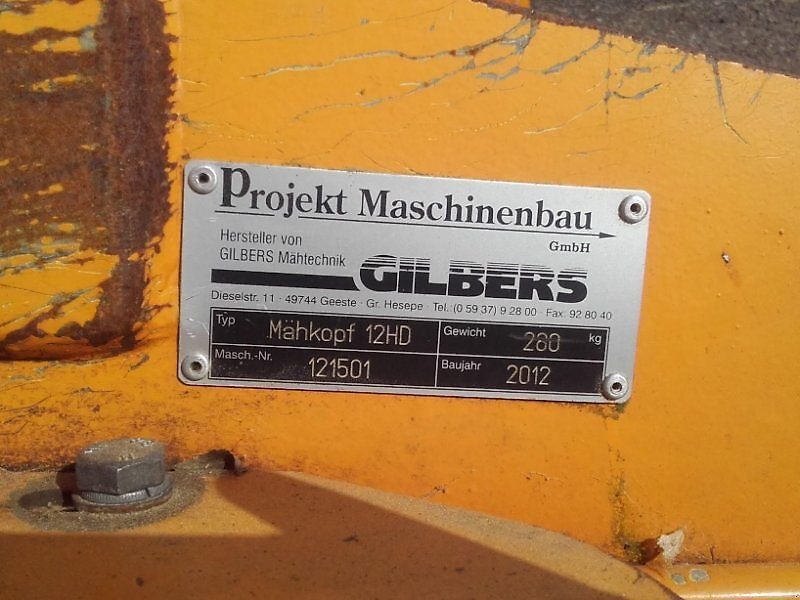 Projekt Maschinenbau
GmbH
Hersteller von
GILBERS Mähtechnik
GILBERS
Dieselstr. 11 · 49744 Geeste · Gr. Hesepe · Tel. (0 59 37) 9 28 00 · Fax: 92 80 40
Typ Mähkopf 12HD Gewicht 280 kg
Masch.-Nr. 121501 Baujahr 2012